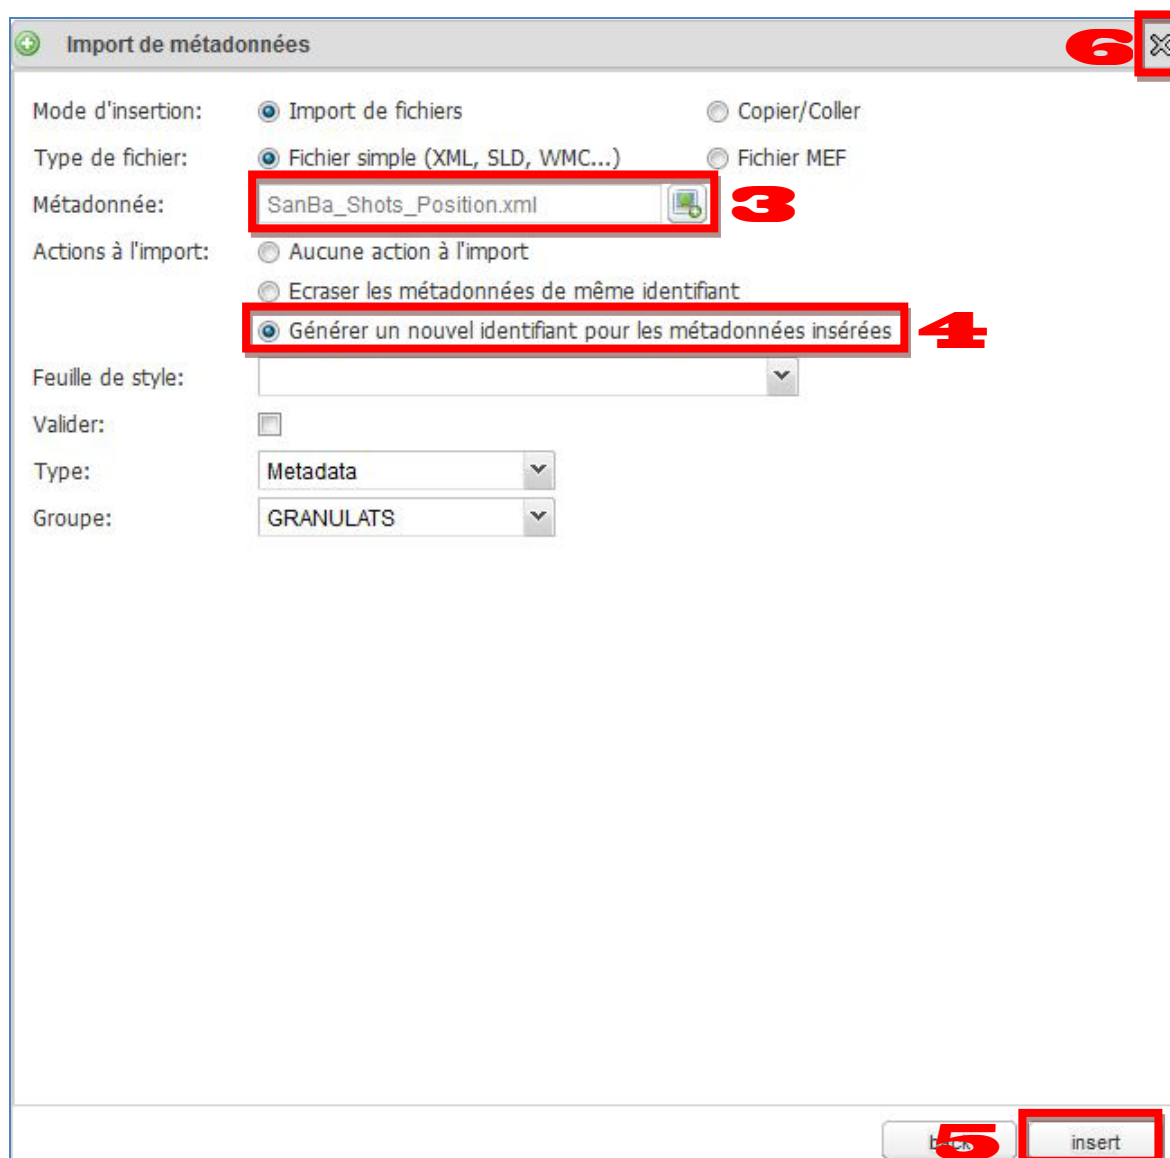 Import de métadonnées 6
Mode d'insertion: Import de fichiers Copier/Coller
Type de fichier: Fichier simple (XML, SLD, WMC...) Fichier MEF
Métadonnée: SanBa_Shots_Position.xml 3
Actions à l'import: Aucune action à l'import
Ecraser les métadonnées de même identifiant
Générer un nouvel identifiant pour les métadonnées insérées 4
Feuille de style:
Valider:
Type: Metadata
Groupe: GRANULATS
5 insert